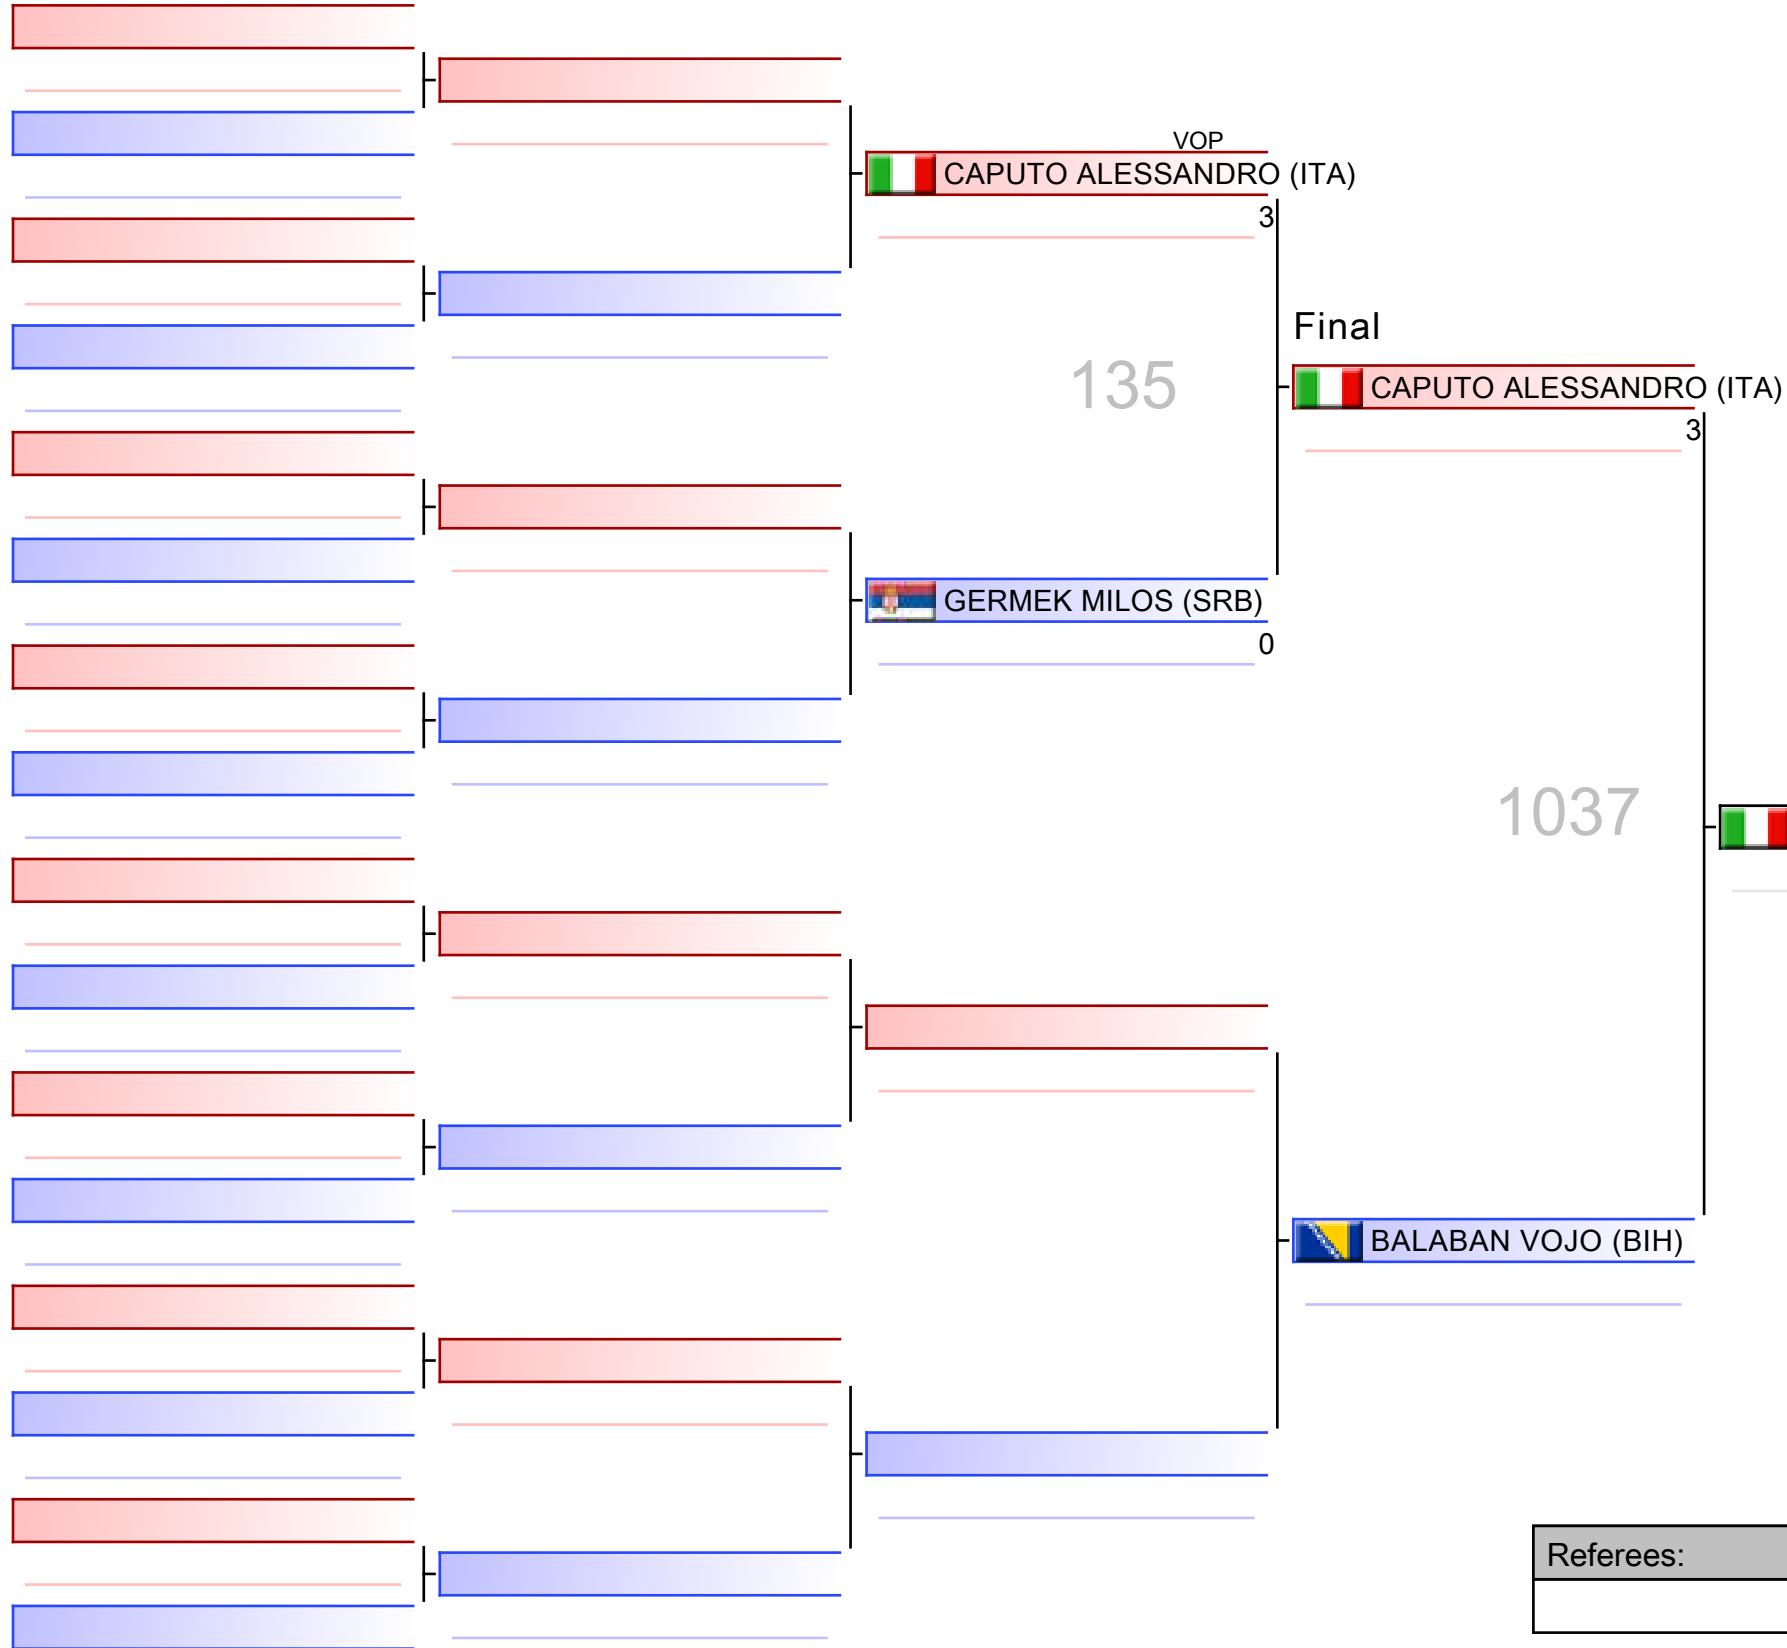 VOP
CAPUTO ALESSANDRO (ITA)
3
Final
135
CAPUTO ALESSANDRO (ITA)
3
GERMEK MILOS (SRB)
0
1037
BALABAN VOJO (BIH)
Referees: